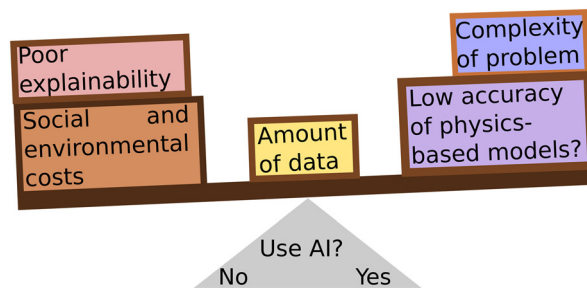 Poor
explainability
Social and
environmental
costs
Amount
of data
Complexity
of problem
Low accuracy
of physics-
based models?
Use AI?
No Yes